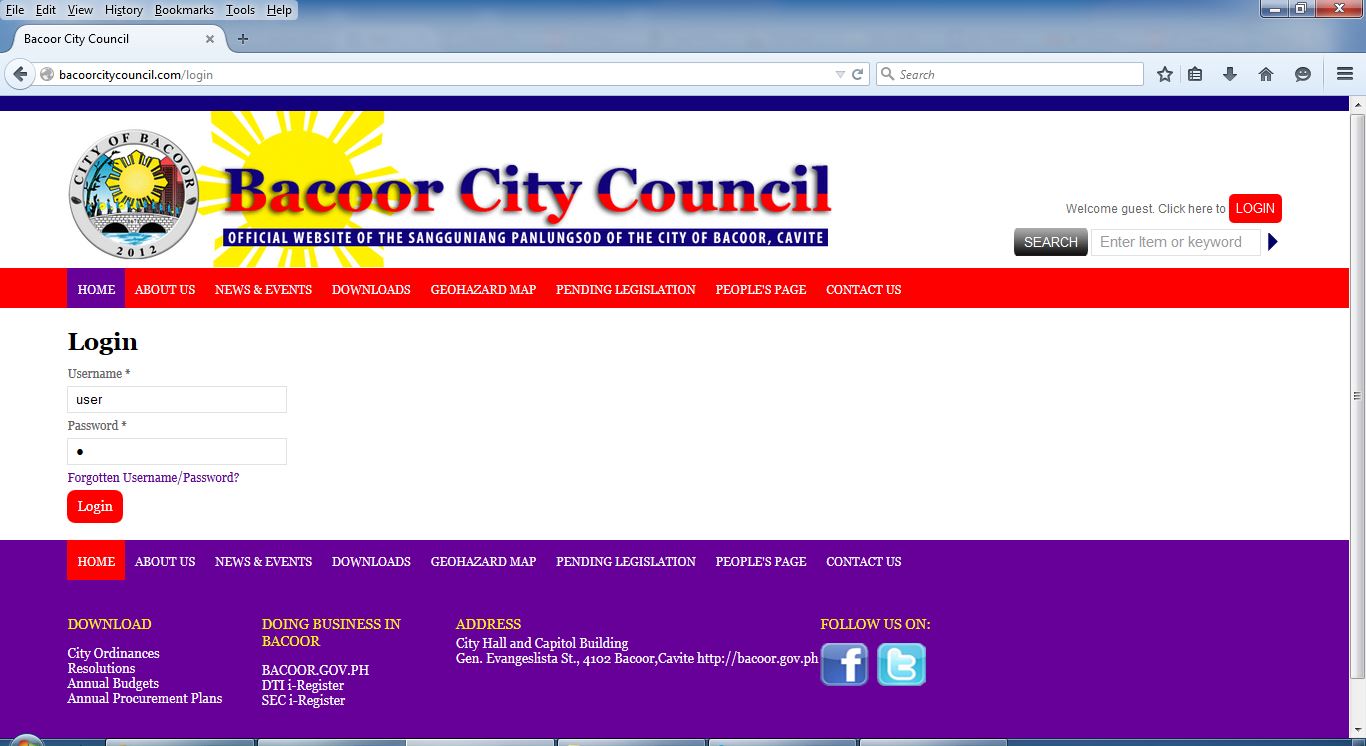 File Edit View History Bookmarks Tools Help
Bacoor City Council
bacoorcitycouncil.com/login
Search
CITY OF BACOOR
2012
Bacoor City Council
OFFICIAL WEBSITE OF THE SANGGUNIANG PANLUNGSOD OF THE CITY OF BACOOR, CAVITE
Welcome guest. Click here to LOGIN
SEARCH Enter Item or keyword
HOME ABOUT US NEWS & EVENTS DOWNLOADS GEOHAZARD MAP PENDING LEGISLATION PEOPLE'S PAGE CONTACT US
Login
Username *
user
Password *
●
Forgotten Username/Password?
Login
HOME ABOUT US NEWS & EVENTS DOWNLOADS GEOHAZARD MAP PENDING LEGISLATION PEOPLE'S PAGE CONTACT US
DOWNLOAD
City Ordinances
Resolutions
Annual Budgets
Annual Procurement Plans
DOING BUSINESS IN
BACOOR
BACOOR.GOV.PH
DTI i-Register
SEC i-Register
ADDRESS
City Hall and Capitol Building
Gen. Evangeslista St., 4102 Bacoor,Cavite http://bacoor.gov.ph
FOLLOW US ON: